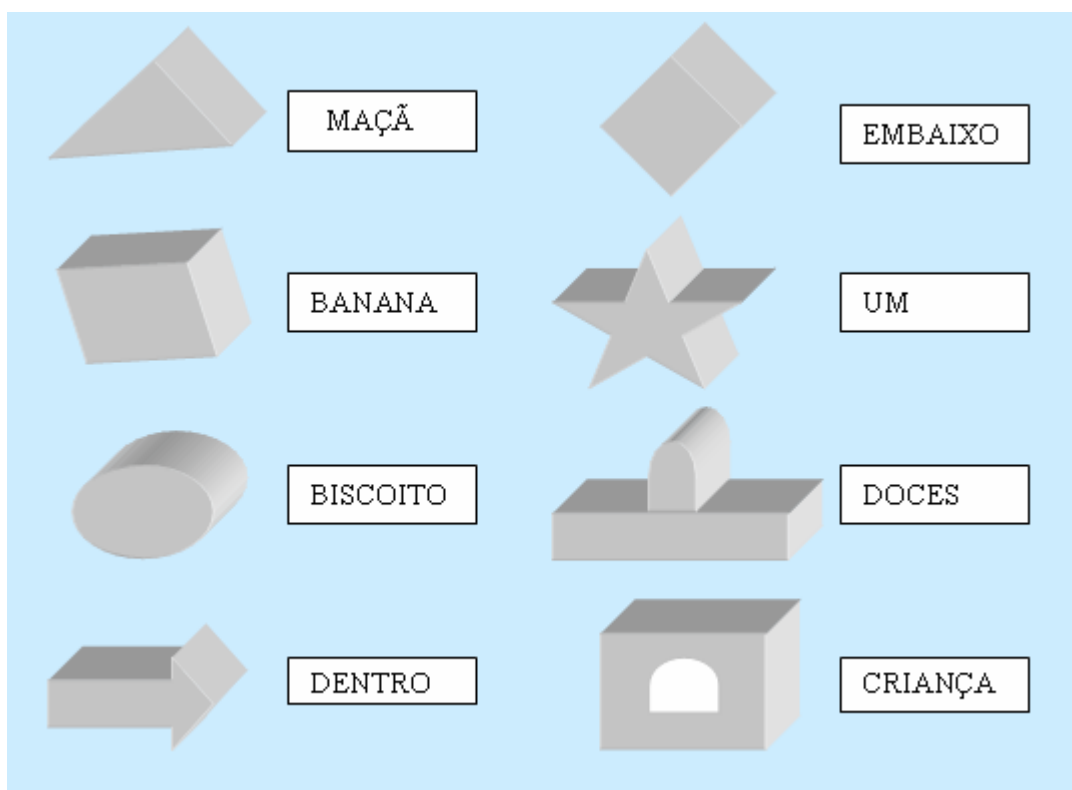 MAÇÃ
EMBAIXO
BANANA
UM
BISCOITO
DOCES
DENTRO
CRIANÇA